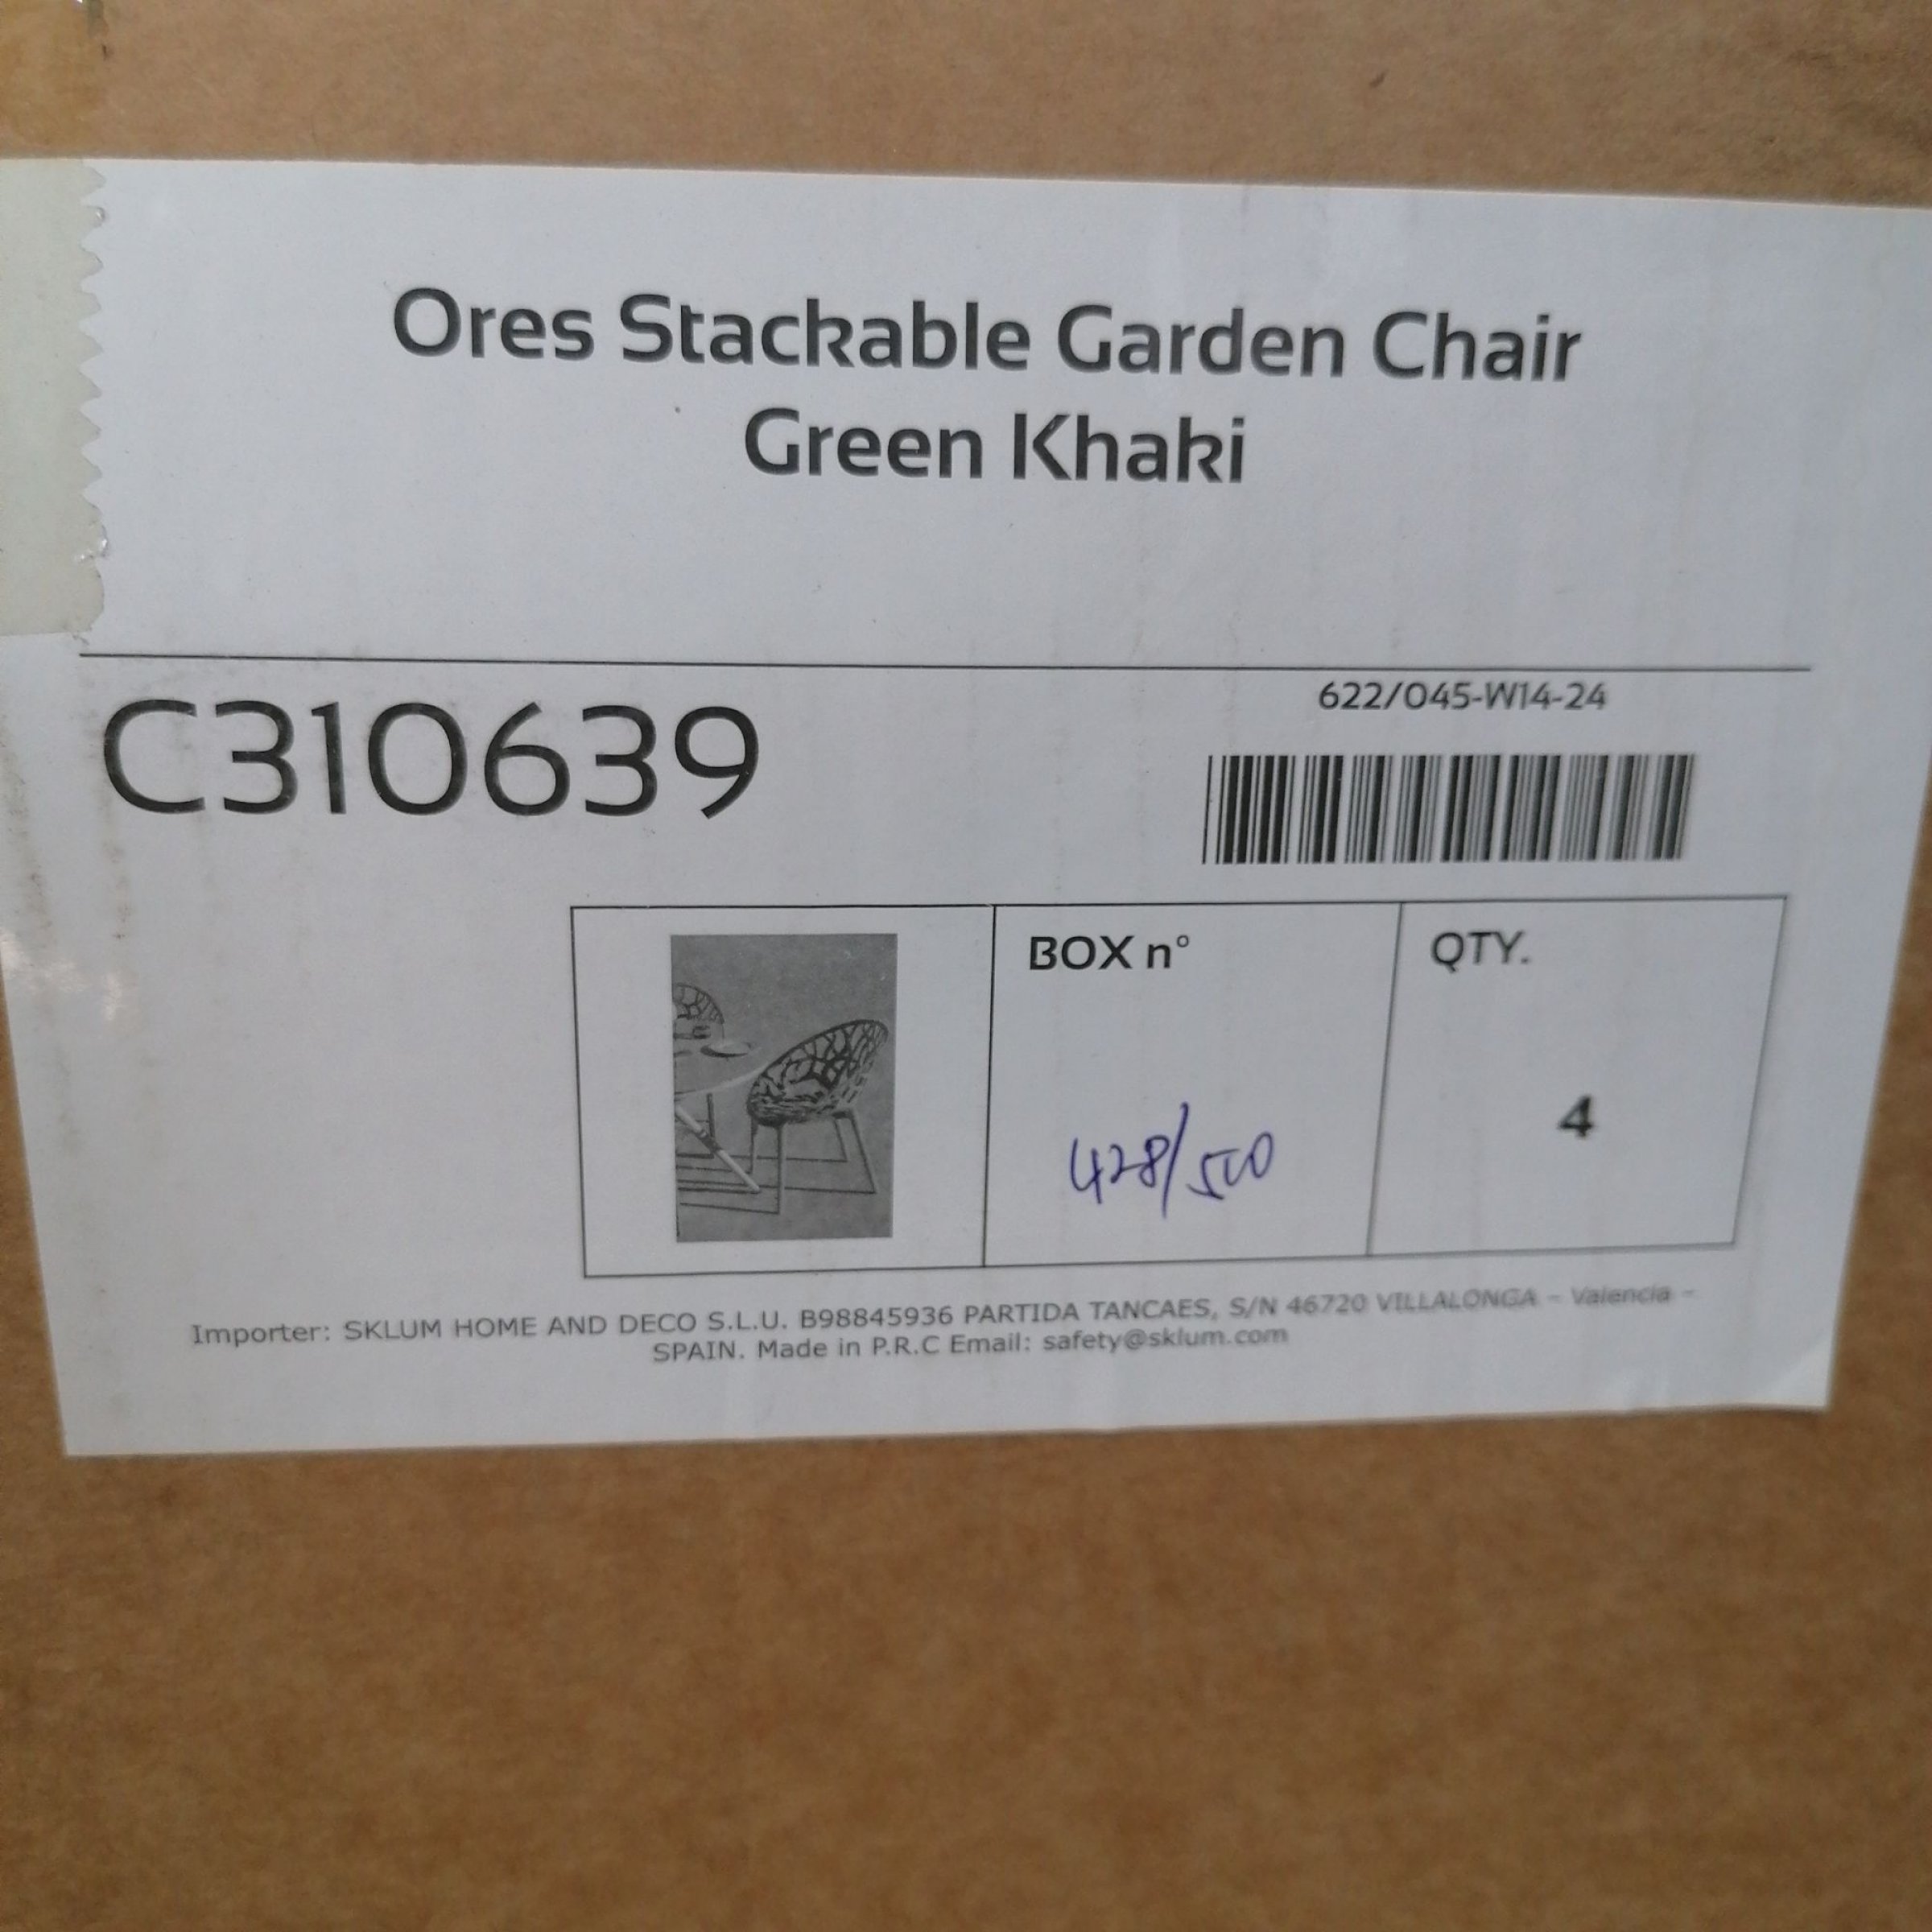 Ores Stackable Garden Chair
Green Khaki
C310639
622/045-W14-24
BOX n°
QTY.
428/500
4
Importer: SKLUM HOME AND DECO S.L.U. B98845936 PARTIDA TANCAES, S/N 46720 VILLALONGA - Valencia -
SPAIN. Made in P.R.C Email: safety@sklum.com